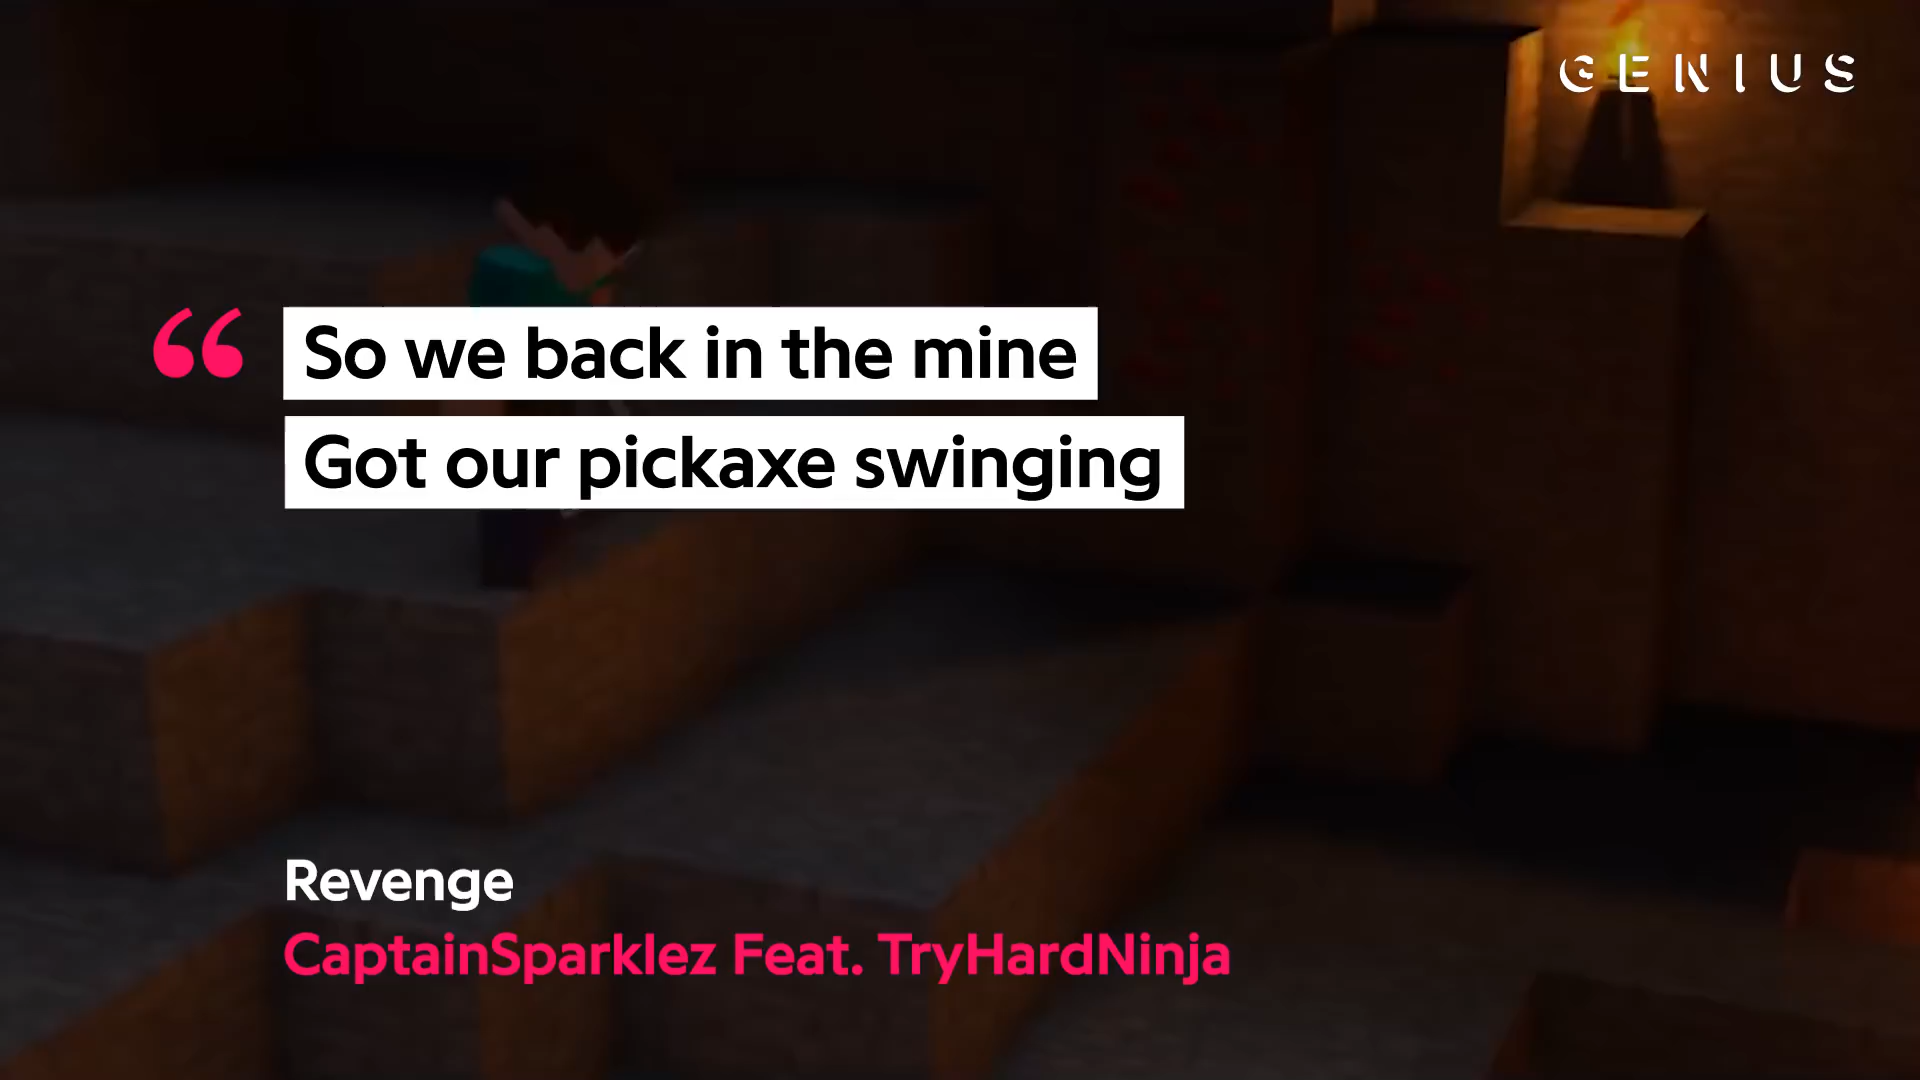 GENIUS
“ So we back in the mine
Got our pickaxe swinging
Revenge
CaptainSparklez Feat. TryHardNinja